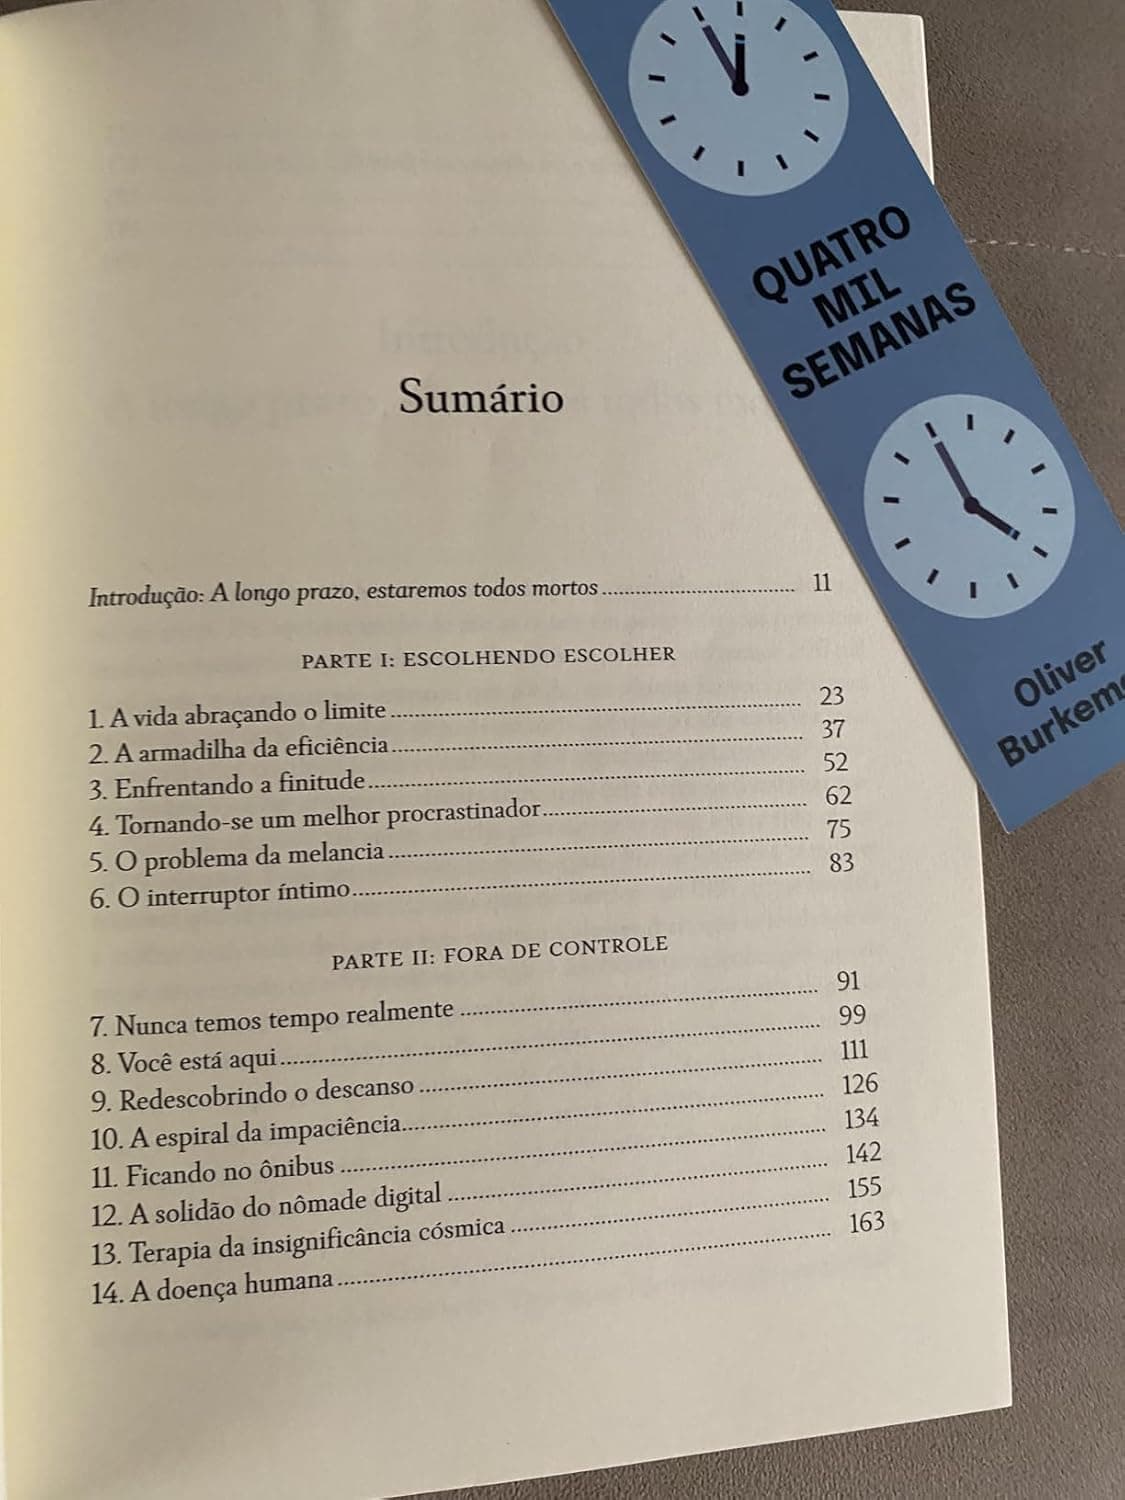 Sumário
Introdução: A longo prazo, estaremos todos mortos 11
PARTE I: ESCOLHENDO ESCOLHER
1. A vida abraçando o limite 23
2. A armadilha da eficiência 37
3. Enfrentando a finitude 52
4. Tornando-se um melhor procrastinador 62
5. O problema da melancia 75
6. O interruptor íntimo 83
PARTE II: FORA DE CONTROLE
7. Nunca temos tempo realmente 91
8. Você está aqui 99
9. Redescobrindo o descanso 111
10. A espiral da impaciência 126
11. Ficando no ônibus 134
12. A solidão do nômade digital 142
13. Terapia da insignificância cósmica 155
14. A doença humana 163
QUATRO
MIL
SEMANAS
Oliver